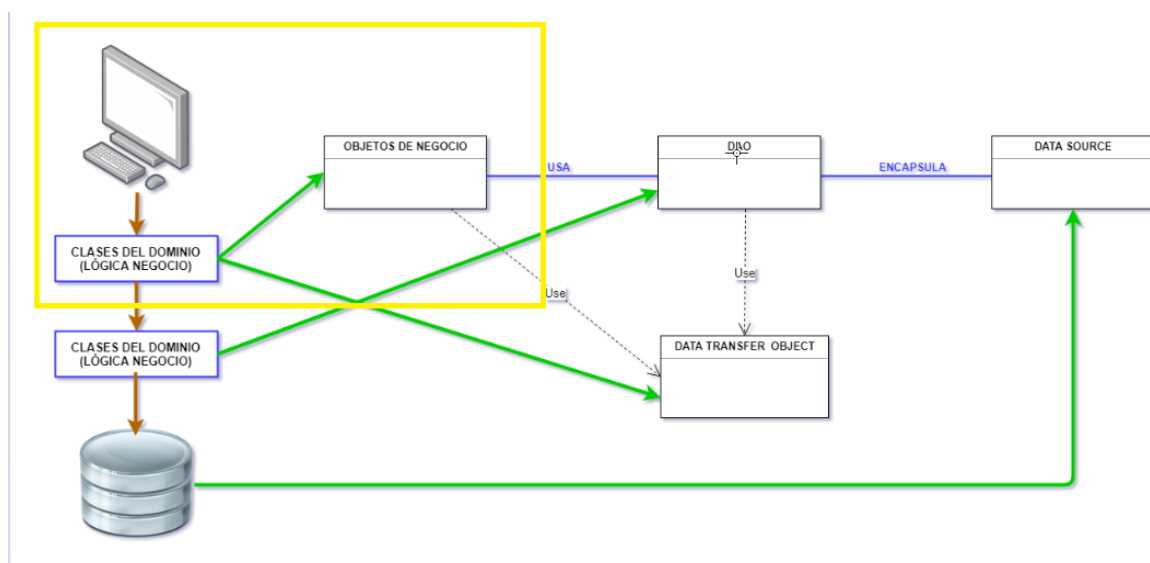 OBJETOS DE NEGOCIO
USA
DAO
ENCAPSULA
DATA SOURCE
CLASES DEL DOMINIO
(LÓGICA NEGOCIO)
Use
Use
CLASES DEL DOMINIO
(LÓGICA NEGOCIO)
DATA TRANSFER OBJECT